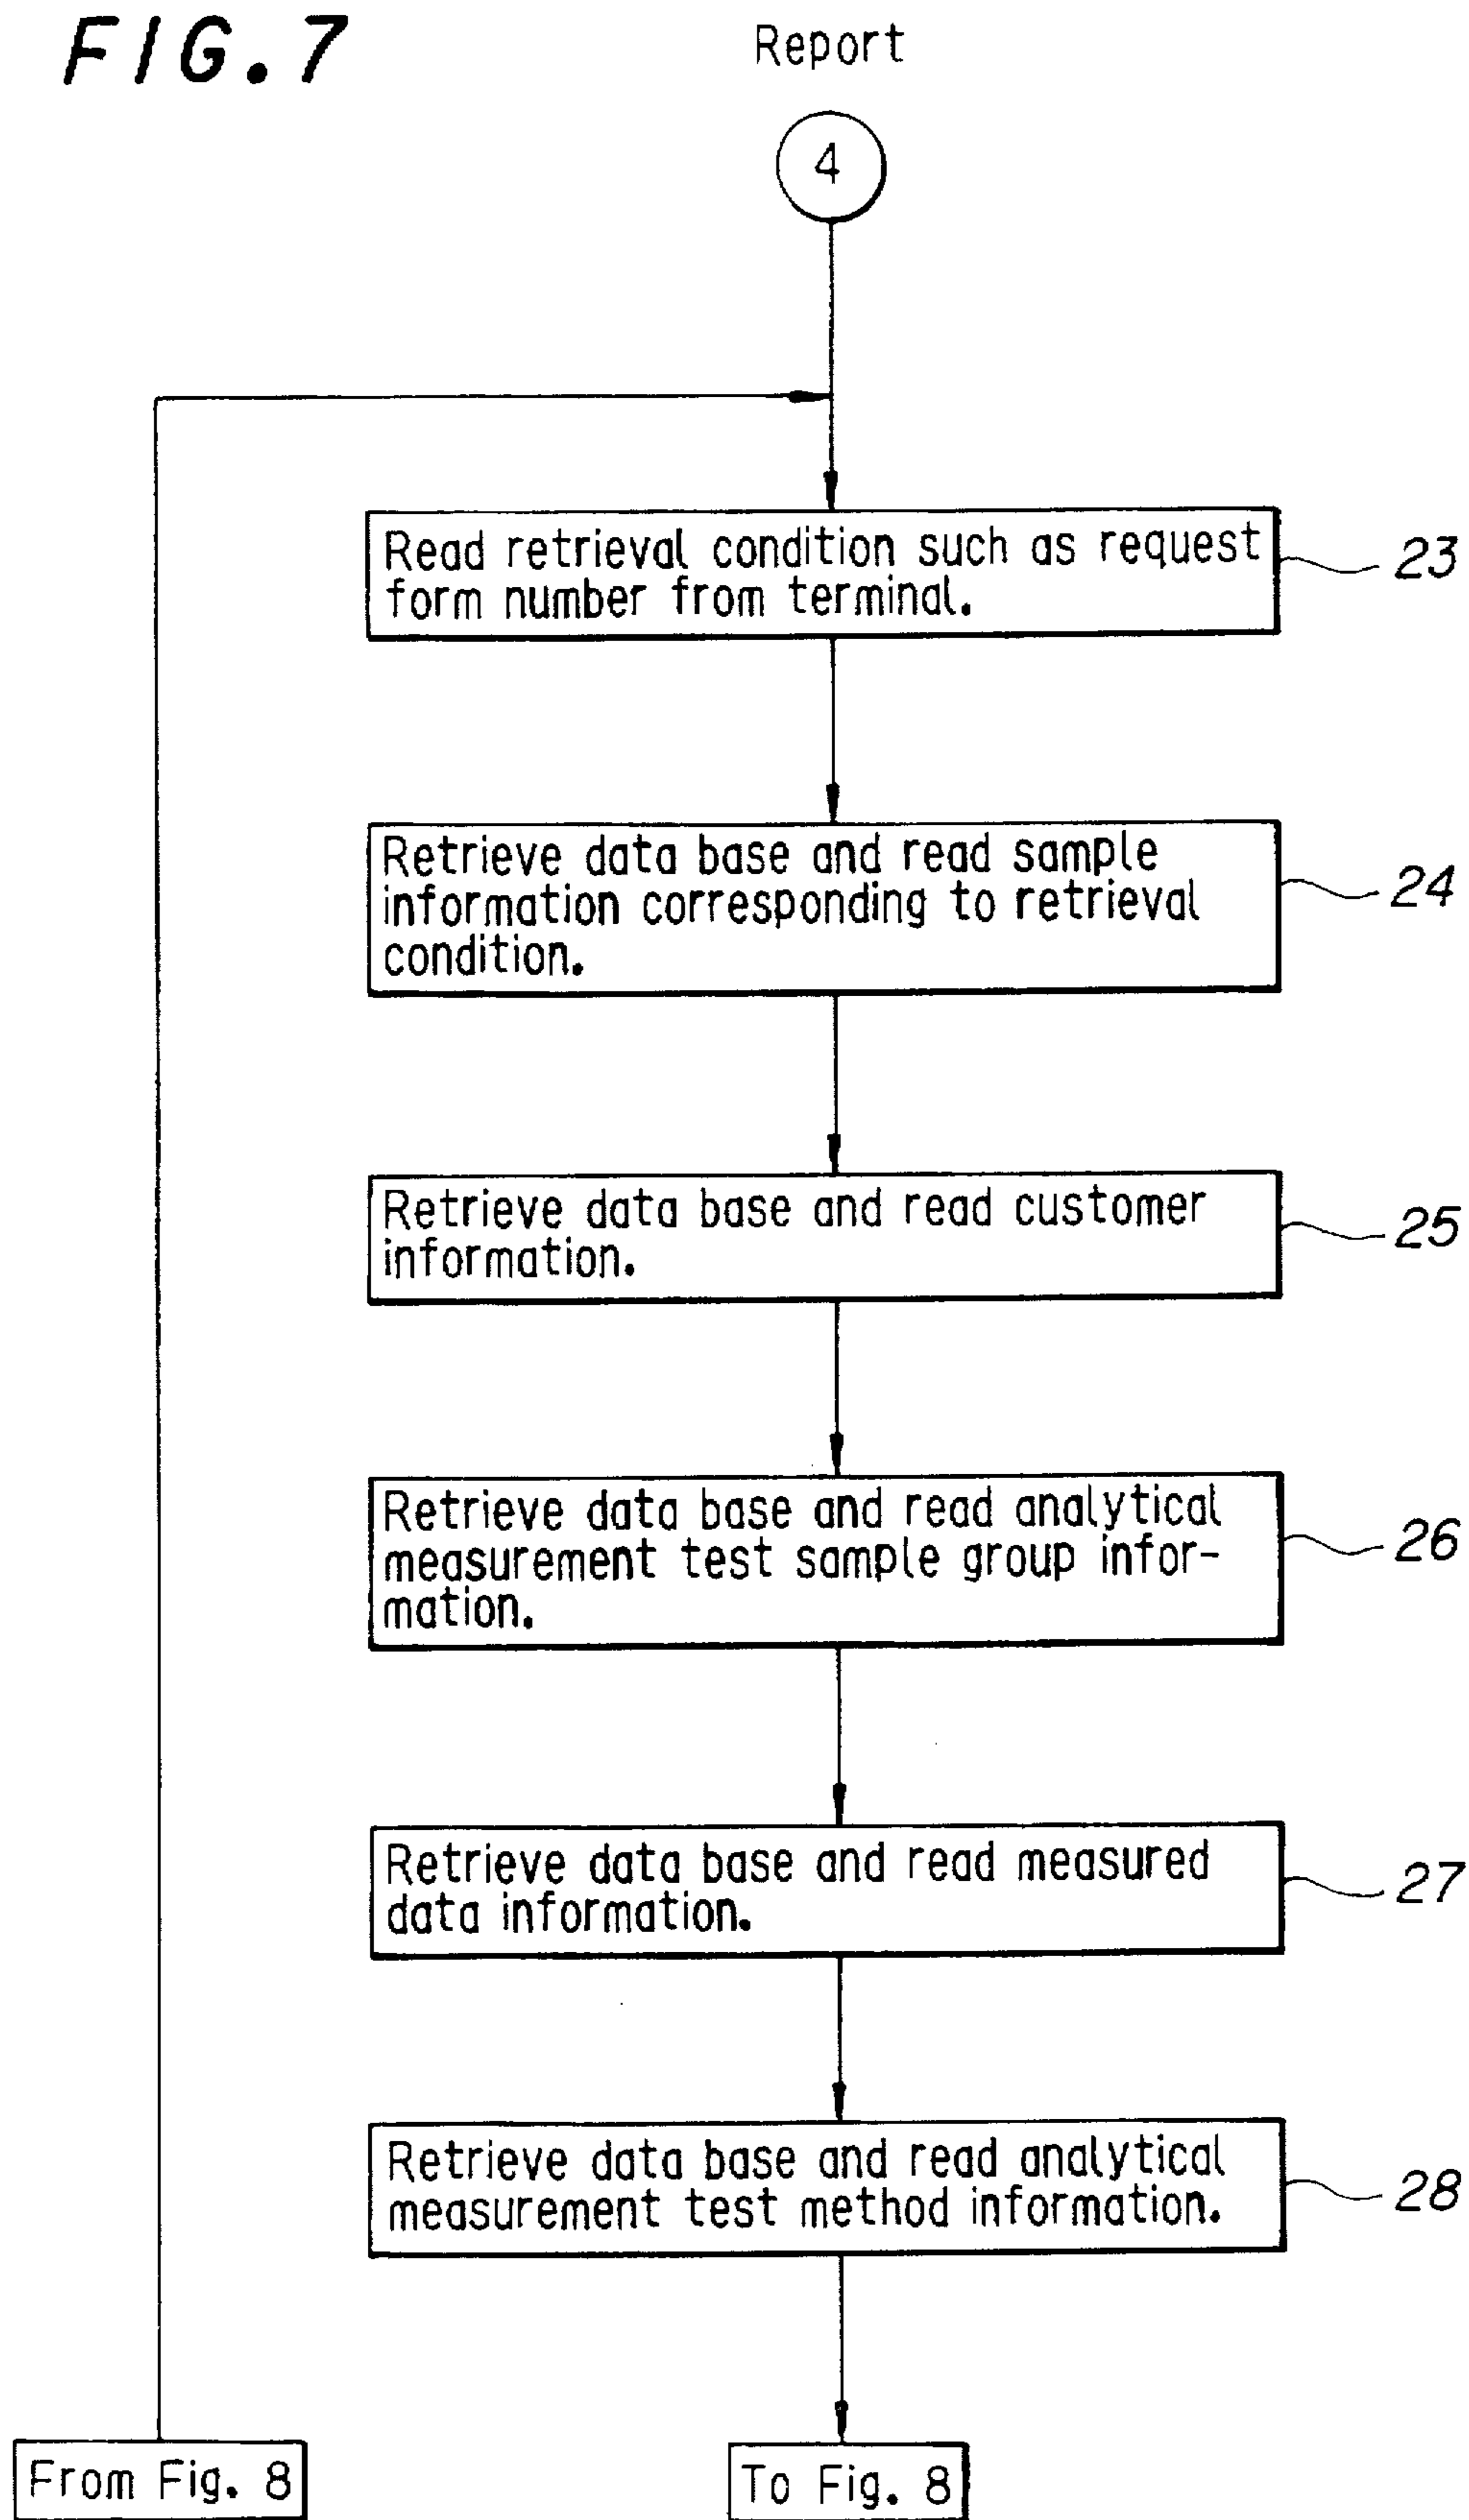 FIG. 7
Report
4
Read retrieval condition such as request
form number from terminal.
23
Retrieve data base and read sample
information corresponding to retrieval
condition.
24
Retrieve data base and read customer
information.
25
Retrieve data base and read analytical
measurement test sample group infor-
mation.
26
Retrieve data base and read measured
data information.
27
Retrieve data base and read analytical
measurement test method information.
28
From Fig. 8
To Fig. 8